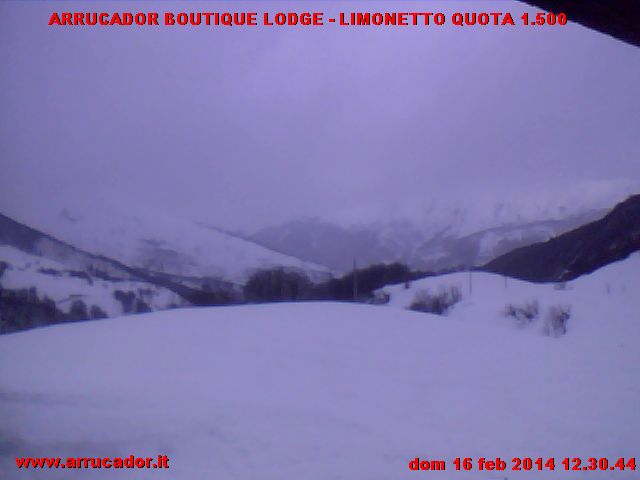 ARRUCADOR BOUTIQUE LODGE - LIMONETTO QUOTA 1.500
www.arrucador.it
dom 16 feb 2014 12.30.44